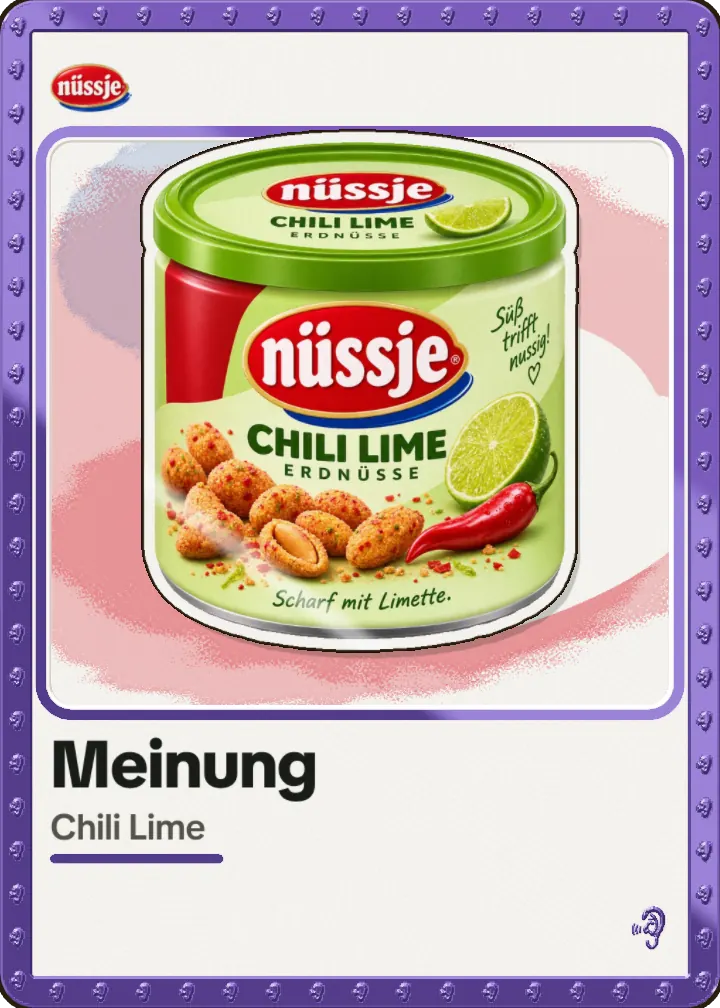 nüssje
nüssje
CHILI LIME
ERDNÜSSE
Süß
trifft
nussig!
nüssje®
CHILI LIME
ERDNÜSSE
Scharf mit Limette.
Meinung
Chili Lime